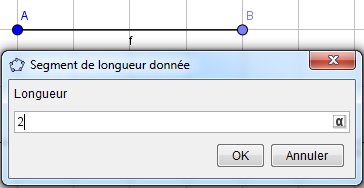 A B
f
Segment de longueur donnée
Longueur
2
α
OK Annuler